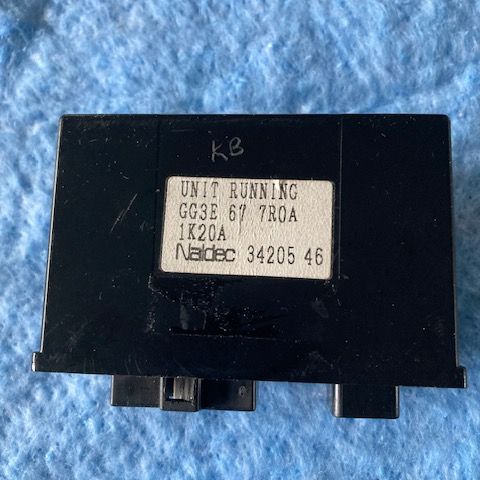 KB
UNIT RUNNING
GG3E 67 7R0A
1K20A
Naldec 34205 46